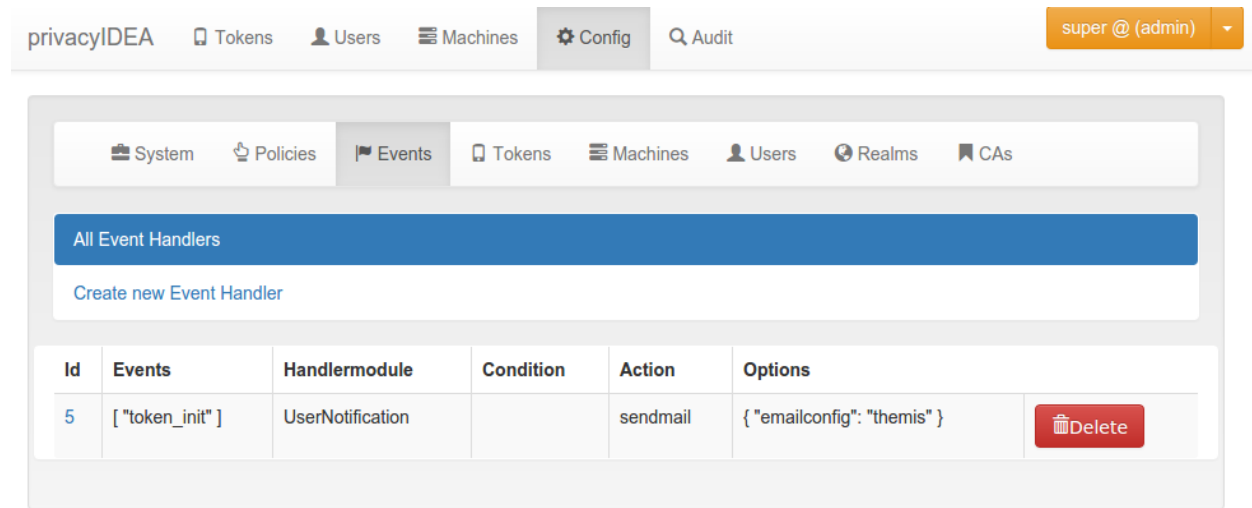 privacyIDEA Tokens Users Machines Config Audit super @ (admin)
System Policies Events Tokens Machines Users Realms CAs
All Event Handlers
Create new Event Handler
Id Events Handlermodule Condition Action Options
5 [ "token_init" ] UserNotification sendmail { "emailconfig": "themis" } Delete